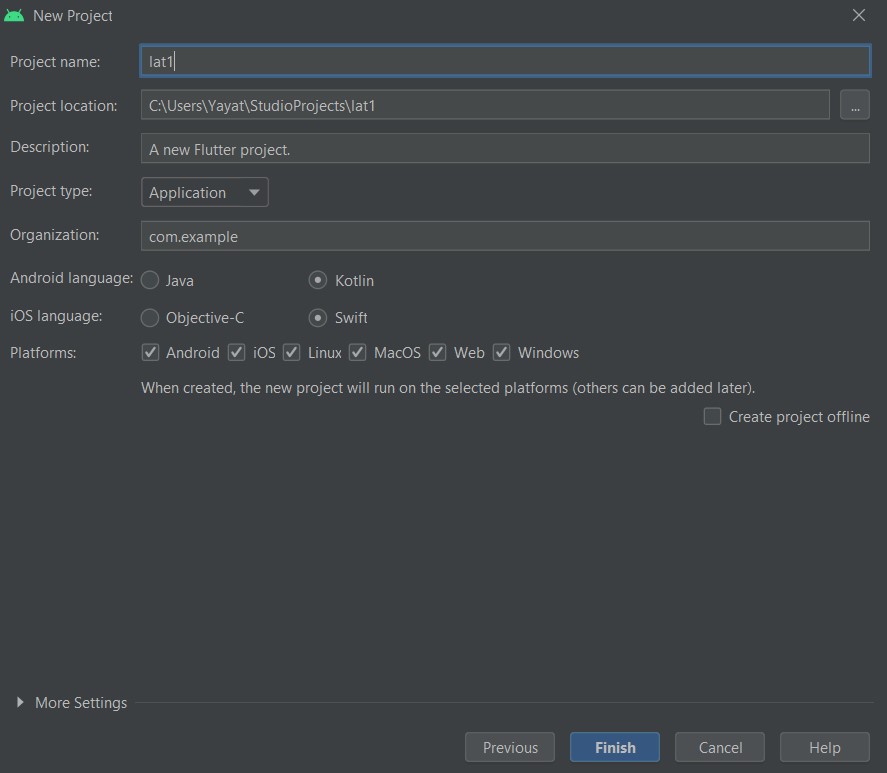 New Project
Project name: lat1
Project location: C:\Users\Yayat\StudioProjects\lat1 ...
Description: A new Flutter project.
Project type: Application
Organization: com.example
Android language: Java Kotlin
iOS language: Objective-C Swift
Platforms: Android iOS Linux MacOS Web Windows
When created, the new project will run on the selected platforms (others can be added later).
Create project offline
More Settings
Previous Finish Cancel Help